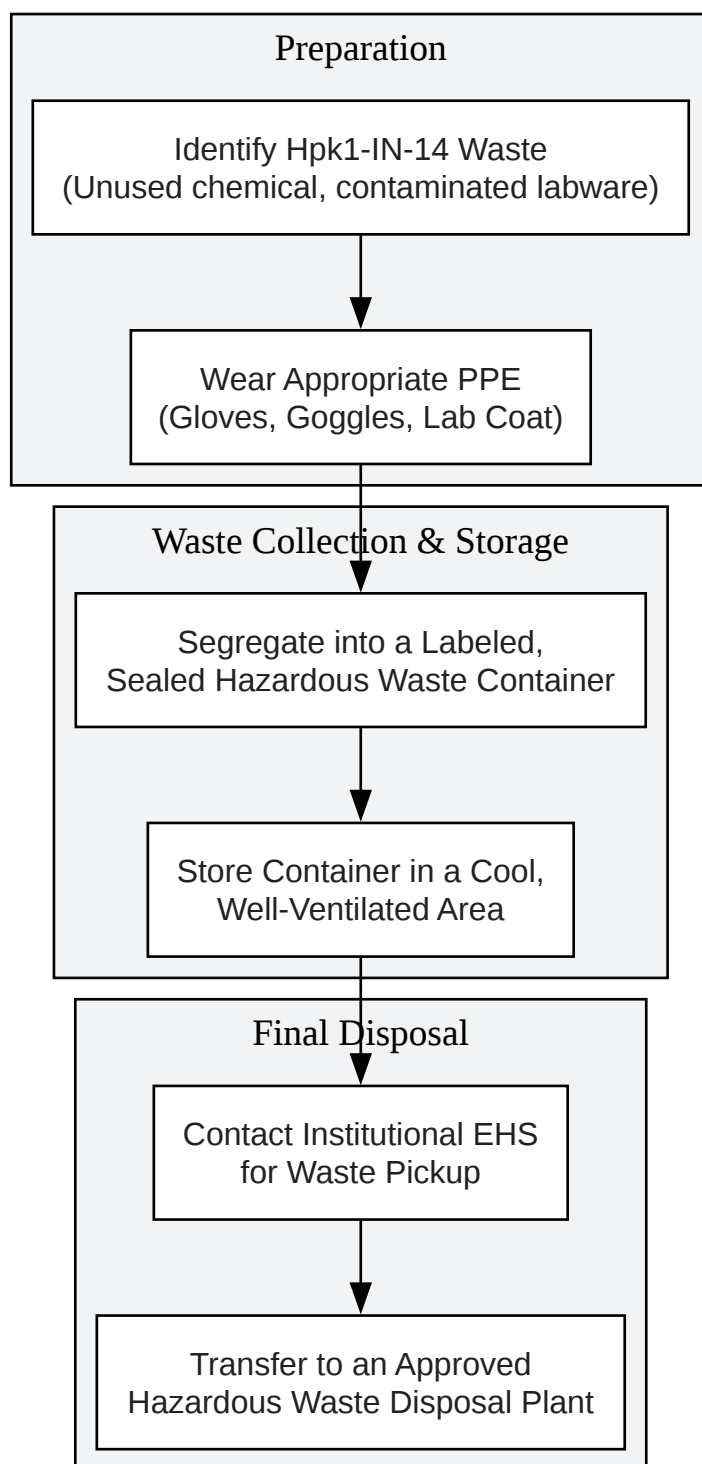 Preparation
Identify Hpk1-IN-14 Waste
(Unused chemical, contaminated labware)
Wear Appropriate PPE
(Gloves, Goggles, Lab Coat)
Waste Collection & Storage
Segregate into a Labeled,
Sealed Hazardous Waste Container
Store Container in a Cool,
Well-Ventilated Area
Final Disposal
Contact Institutional EHS
for Waste Pickup
Transfer to an Approved
Hazardous Waste Disposal Plant